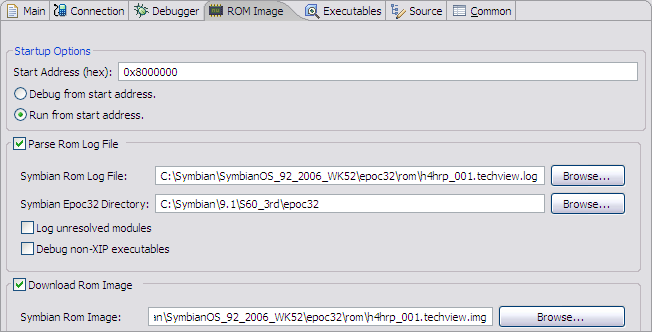 Main Connection Debugger ROM Image Executables Source Common
Startup Options
Start Address (hex): 0x8000000
Debug from start address.
Run from start address.
Parse Rom Log File
Symbian Rom Log File: C:\Symbian\SymbianOS_92_2006_WK52\epoc32\rom\h4hrp_001.techview.log Browse...
Symbian Epoc32 Directory: C:\Symbian\9.1\S60_3rd\epoc32 Browse...
Log unresolved modules
Debug non-XIP executables
Download Rom Image
Symbian Rom Image: an\SymbianOS_92_2006_WK52\epoc32\rom\h4hrp_001.techview.img Browse...